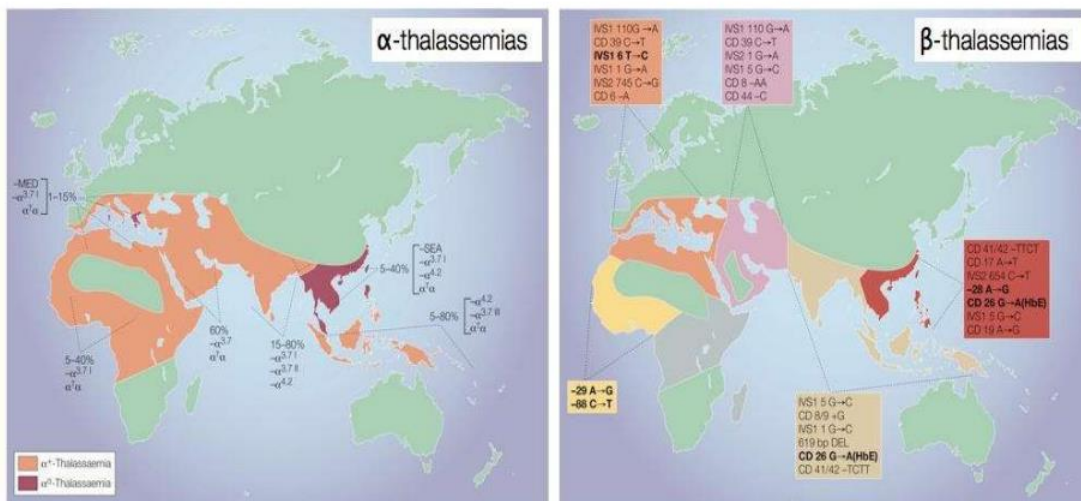 α-thalassemias
–MED
–α3.7 I
αTα
1–15%
–SEA
–α3.7 I
–α4.2
αTα
5–40%
–α4.2
–α3.7 III
αTα
5–80%
60%
–α3.7
αTα
15–80%
–α3.7 I
–α3.7 II
–α4.2
5–40%
–α3.7 I
αTα
α+-Thalassaemia
α0-Thalassaemia
β-thalassemias
IVS1 110G →A
CD 39 C→T
IVS1 6 T→C
IVS1 1 G→A
IVS2 745 C→G
CD 6 –A
IVS1 110 G→A
CD 39 C→T
IVS2 1 G→A
IVS1 5 G→C
CD 8 –AA
CD 44 –C
CD 41/42 –TTCT
CD 17 A→T
IVS2 654 C→T
–28 A→G
CD 26 G→A(HbE)
IVS1 5 G→C
CD 19 A→G
–29 A→G
–88 C→T
IVS1 5 G→C
CD 8/9 +G
IVS1 1 G→C
619 bp DEL
CD 26 G→A(HbE)
CD 41/42 –TCTT